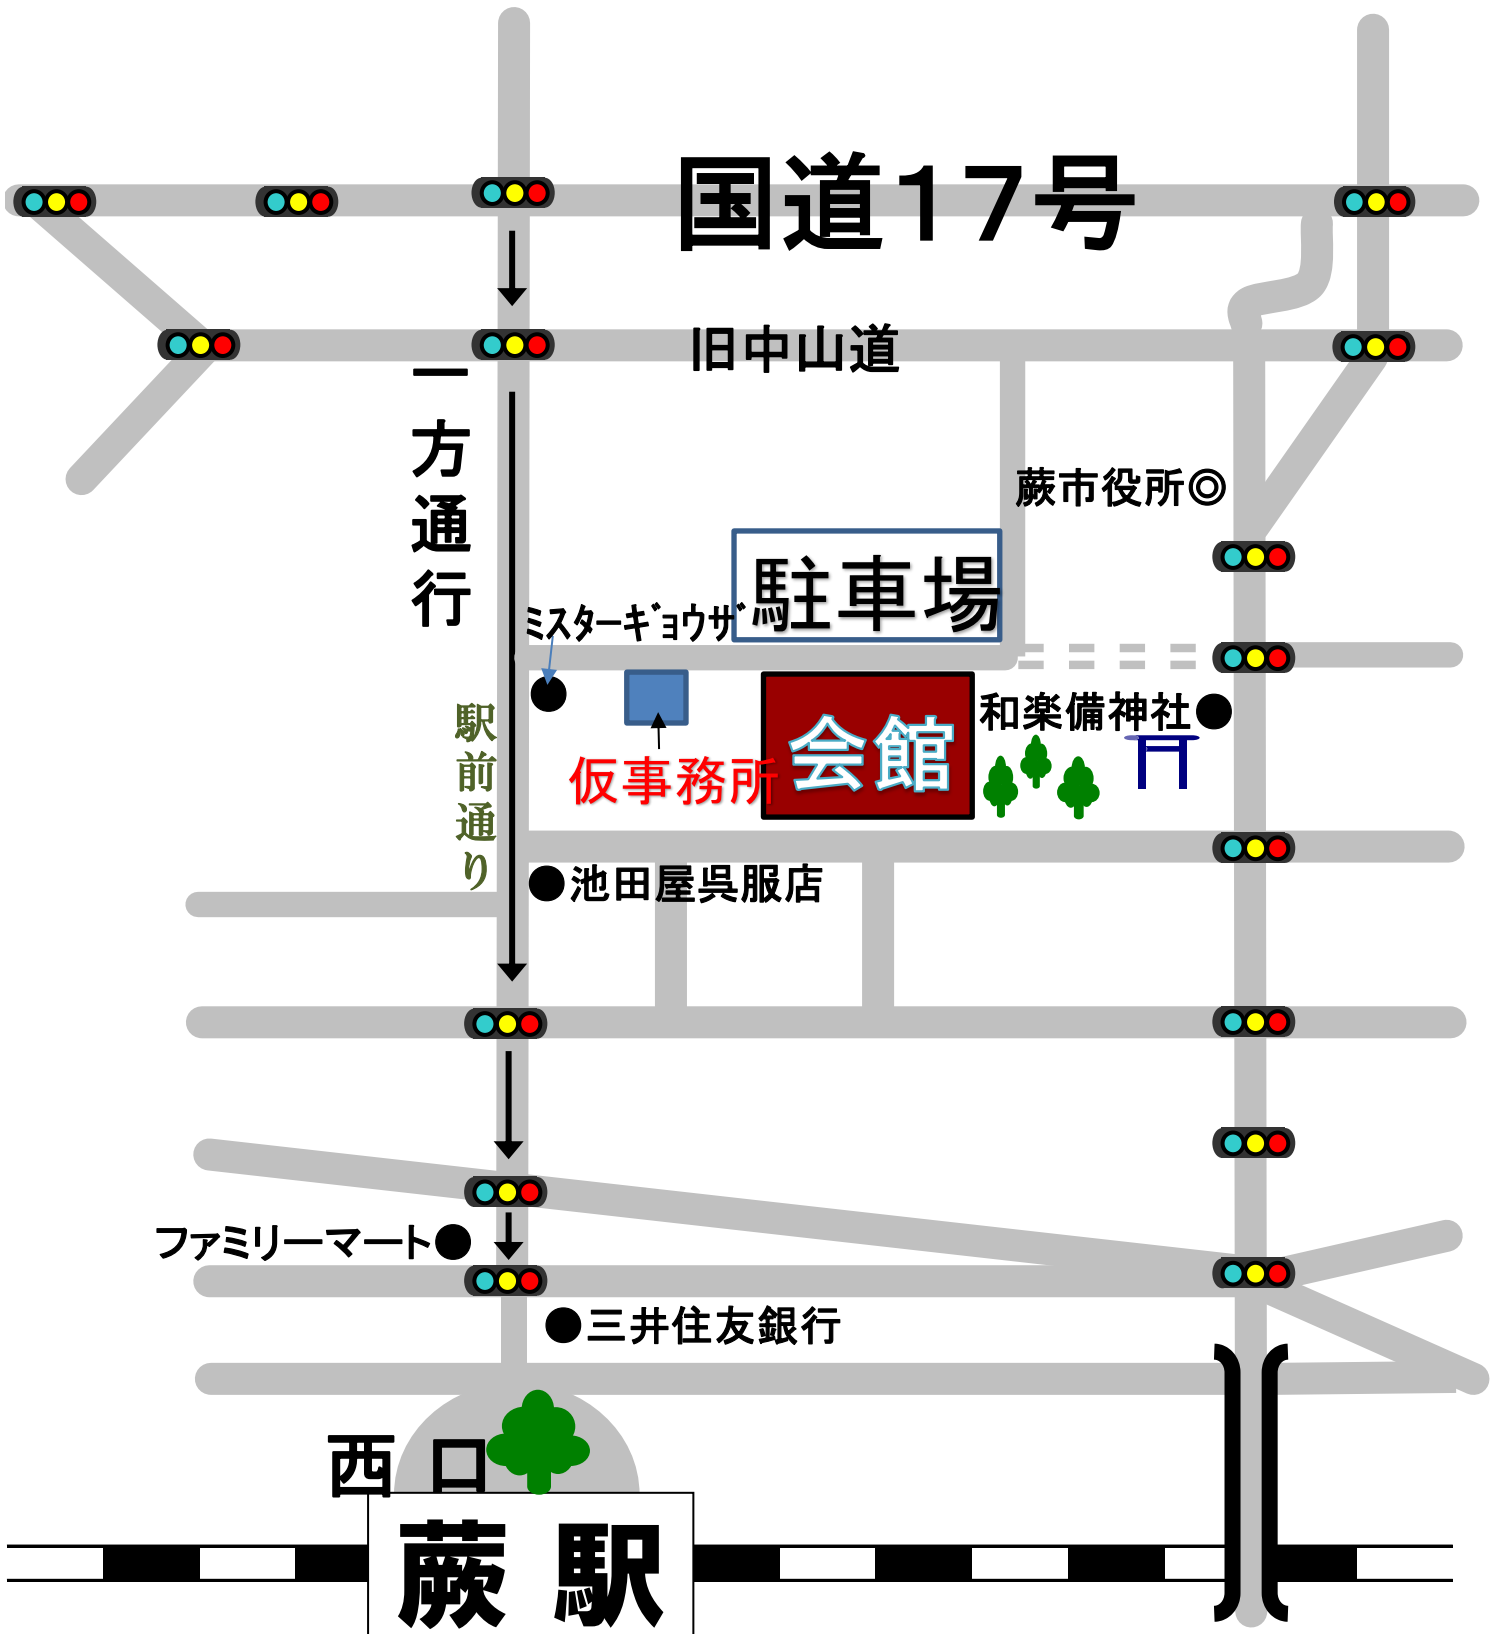 国道１７号
旧中山道
一方通行
蕨市役所◎
駐車場
ﾐｽﾀｰｷﾞｮｳｻﾞ
和楽備神社●
会館
仮事務所
駅前通り
●池田屋呉服店
ファミリーマート●
●三井住友銀行
西口
蕨駅